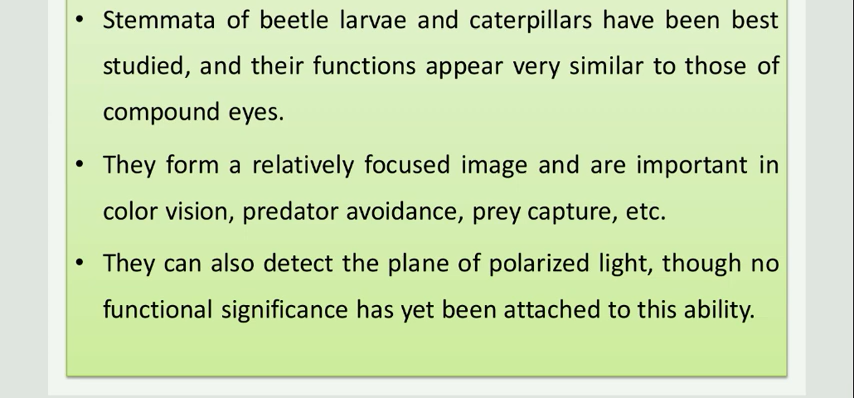 • Stemmata of beetle larvae and caterpillars have been best
studied, and their functions appear very similar to those of
compound eyes.
• They form a relatively focused image and are important in
color vision, predator avoidance, prey capture, etc.
• They can also detect the plane of polarized light, though no
functional significance has yet been attached to this ability.